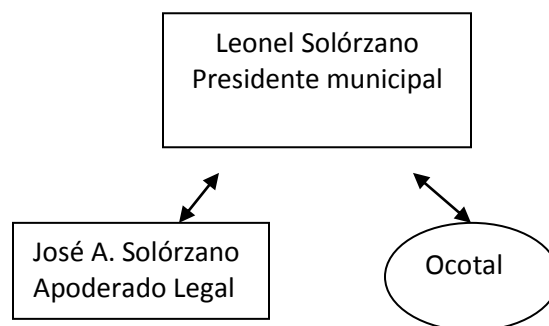 Leonel Solórzano
Presidente municipal
José A. Solórzano
Apoderado Legal
Ocotal